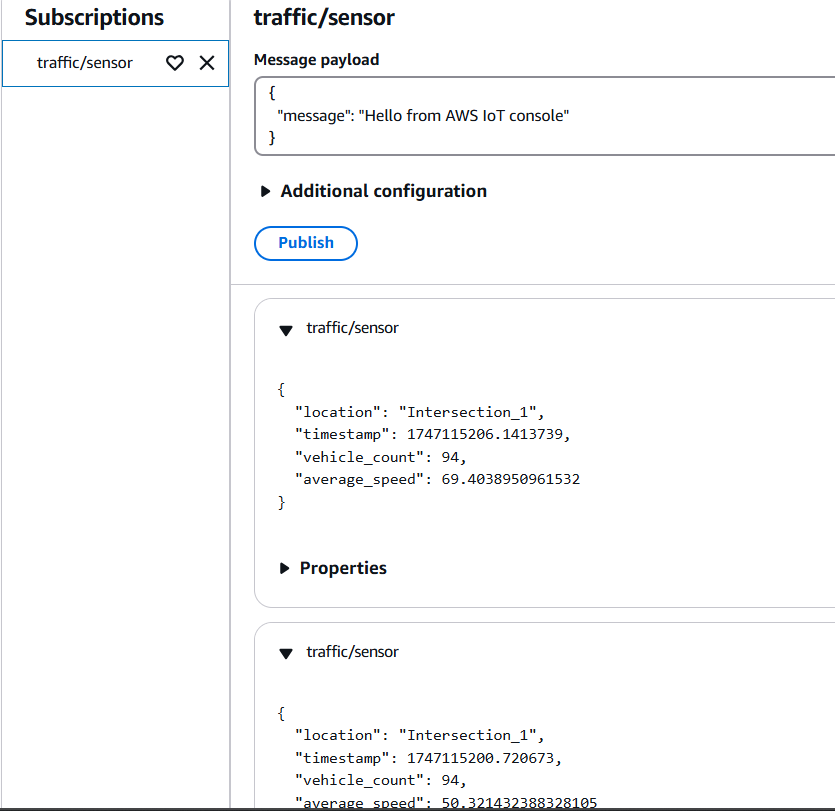 Subscriptions
traffic/sensor
traffic/sensor
Message payload
{
  "message": "Hello from AWS IoT console"
}
Additional configuration
Publish
traffic/sensor
{
  "location": "Intersection_1",
  "timestamp": 1747115206.1413739,
  "vehicle_count": 94,
  "average_speed": 69.4038950961532
}
Properties
traffic/sensor
{
  "location": "Intersection_1",
  "timestamp": 1747115200.720673,
  "vehicle_count": 94,
  "average_speed": 50.321432388328105